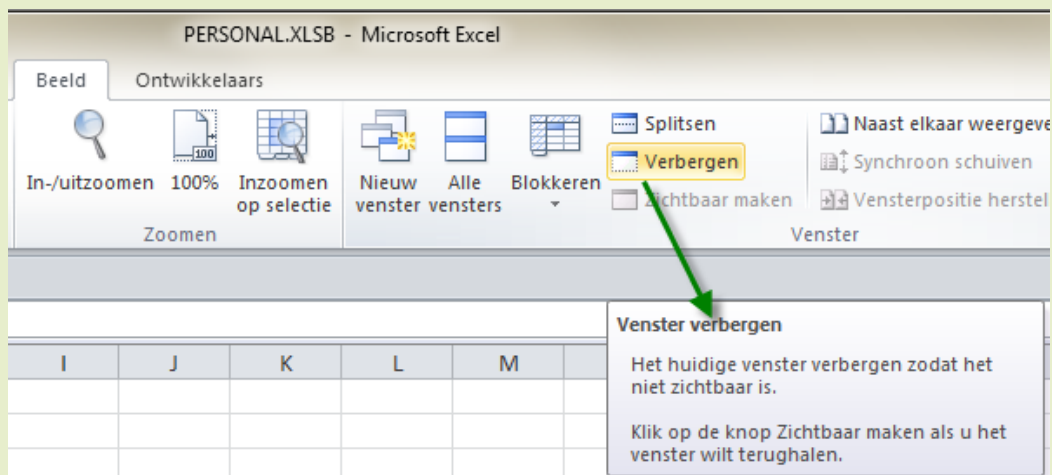 PERSONAL.XLSB - Microsoft Excel
Beeld Ontwikkelaars
In-/uitzoomen
100
100%
Inzoomen
op selectie
Zoomen
Nieuw
venster
Alle
vensters
Blokkeren
Splitsen
Verbergen
Zichtbaar maken
Naast elkaar weergeve
Synchroon schuiven
Vensterpositie herstel
Venster
I J K L M
Venster verbergen
Het huidige venster verbergen zodat het
niet zichtbaar is.
Klik op de knop Zichtbaar maken als u het
venster wilt terughalen.